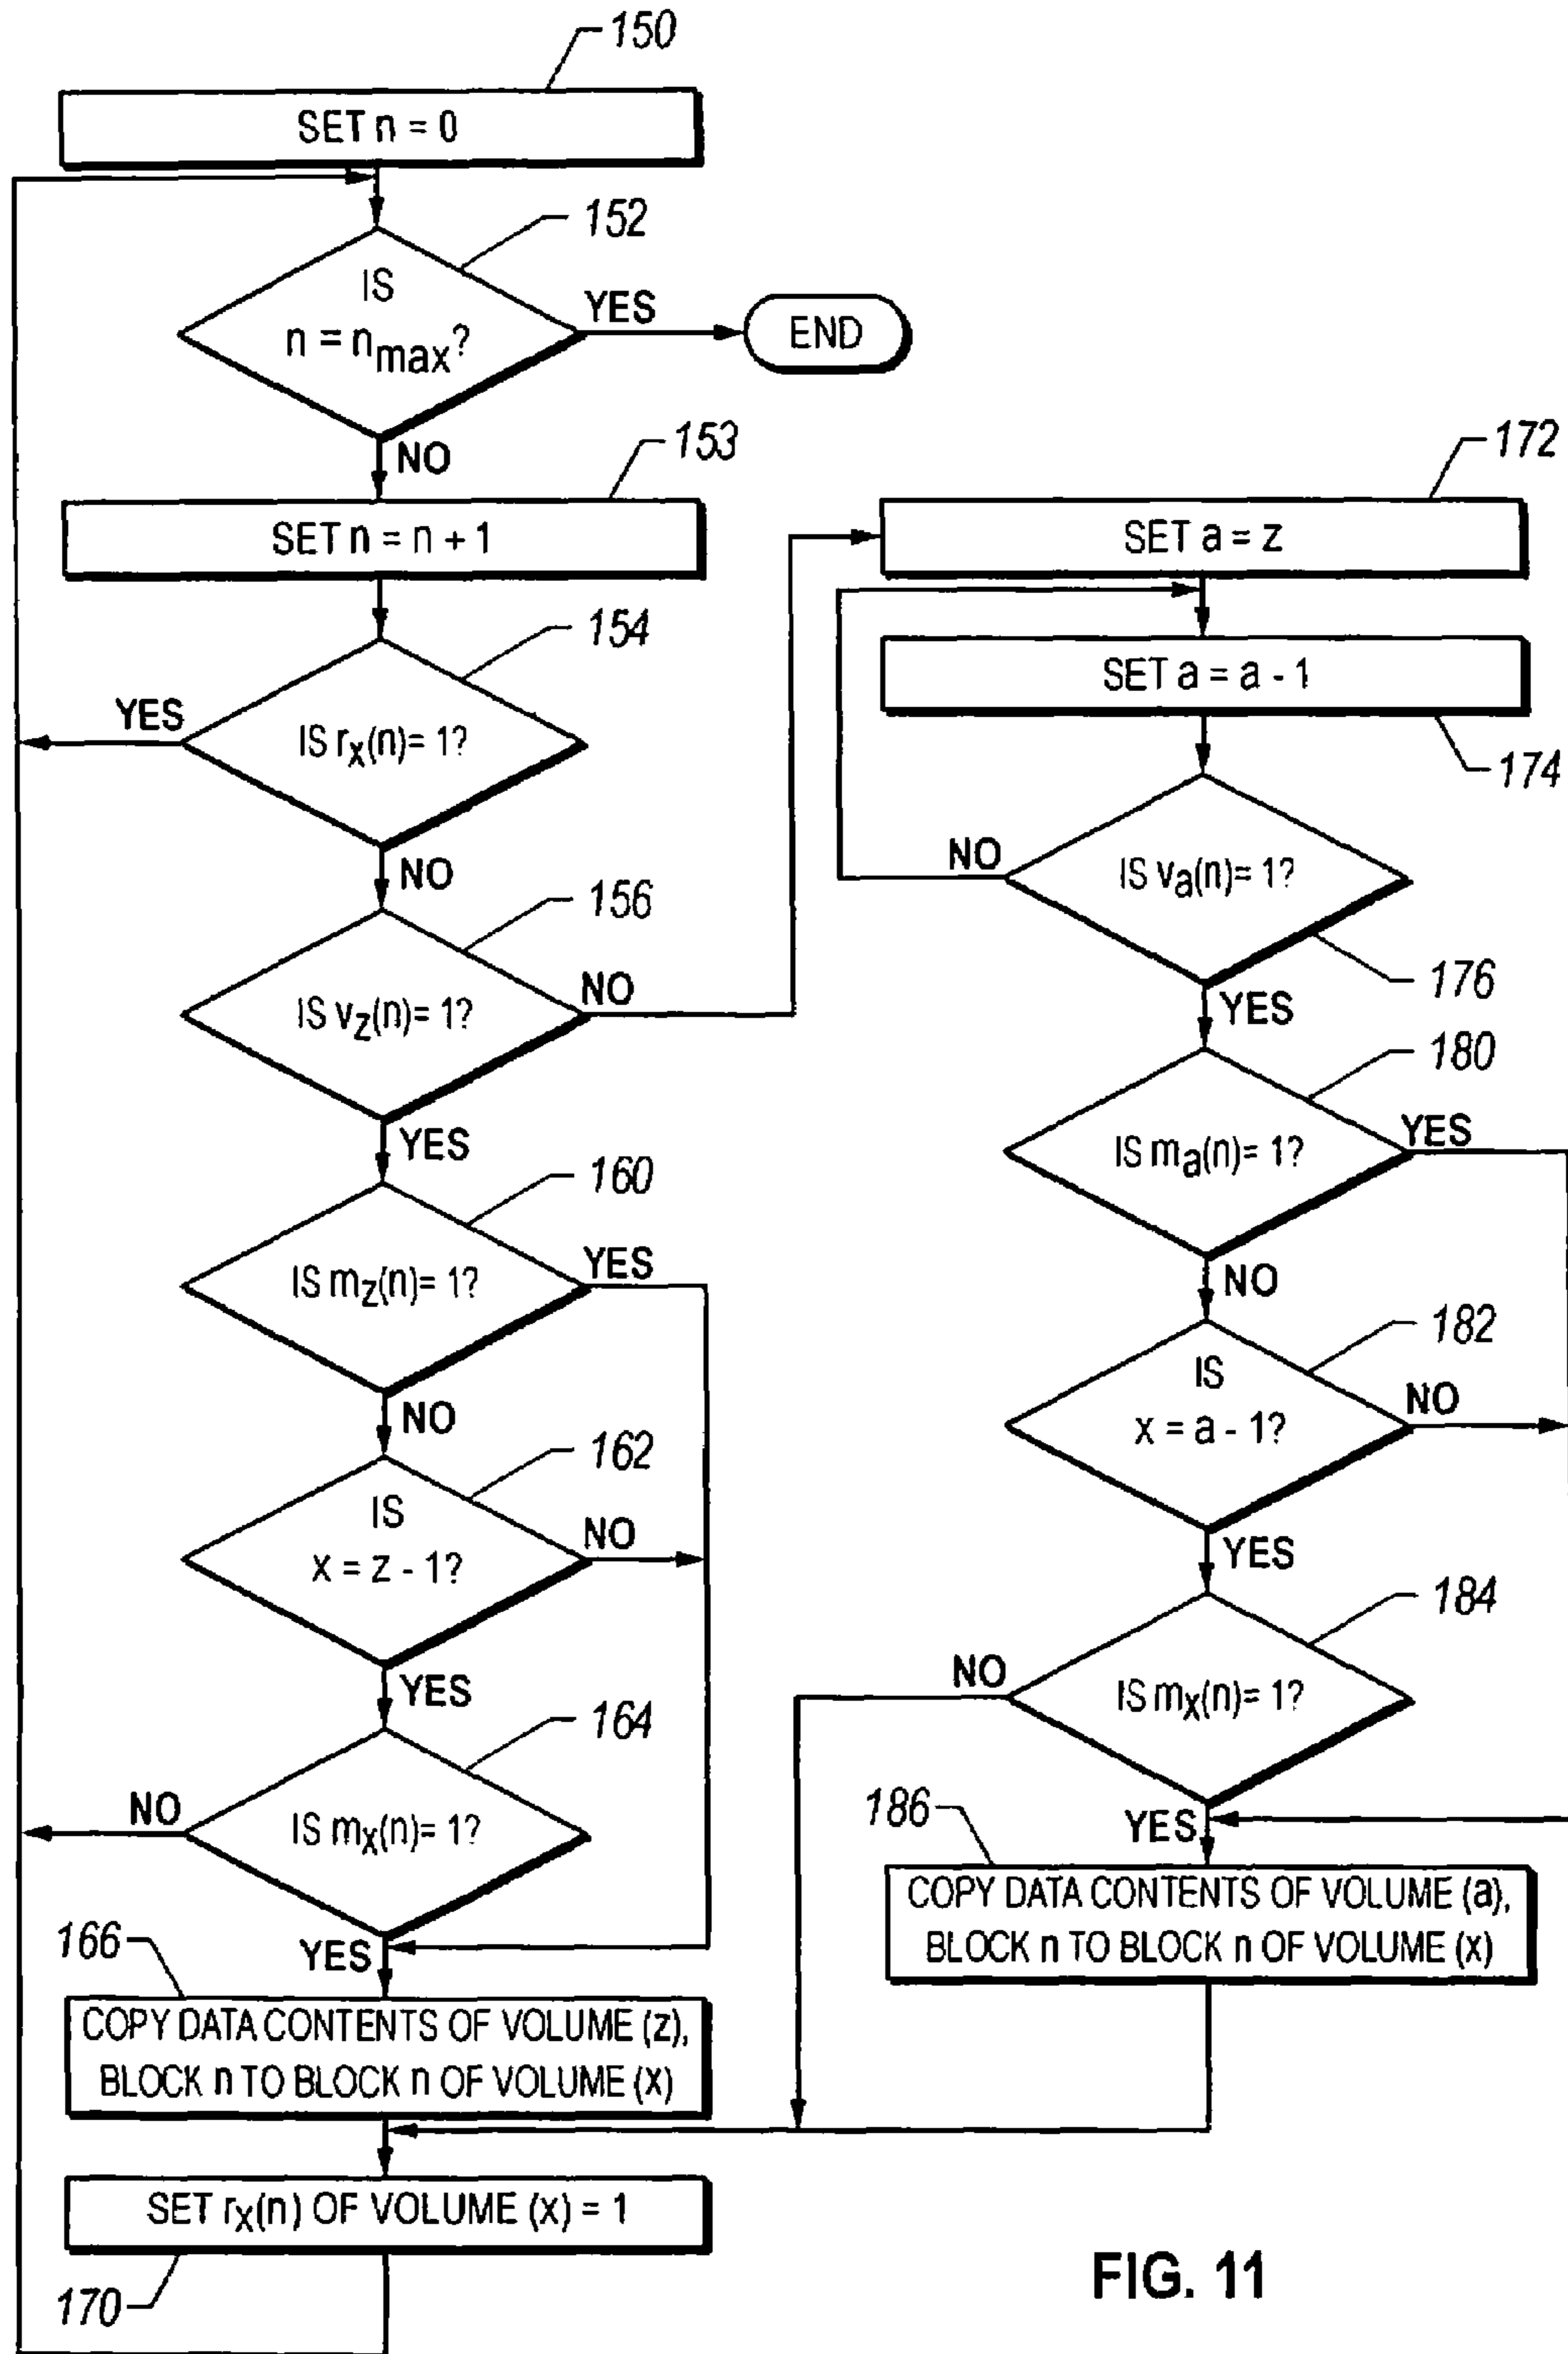 150
SET n = 0
152
IS
n = nmax?
YES
END
NO
153
SET n = n + 1
154
YES
IS rx(n)= 1?
NO
156
IS vz(n)= 1?
NO
YES
160
IS mz(n)= 1?
YES
NO
162
IS
x = z - 1?
NO
YES
164
NO
IS mx(n)= 1?
YES
166
COPY DATA CONTENTS OF VOLUME (z),
BLOCK n TO BLOCK n OF VOLUME (x)
SET rx(n) OF VOLUME (x) = 1
170
172
SET a = z
SET a = a - 1
174
NO
IS va(n)= 1?
176
YES
180
IS ma(n)= 1?
YES
NO
182
IS
x = a - 1?
NO
YES
184
NO
IS mx(n)= 1?
186
YES
COPY DATA CONTENTS OF VOLUME (a),
BLOCK n TO BLOCK n OF VOLUME (x)
FIG. 11